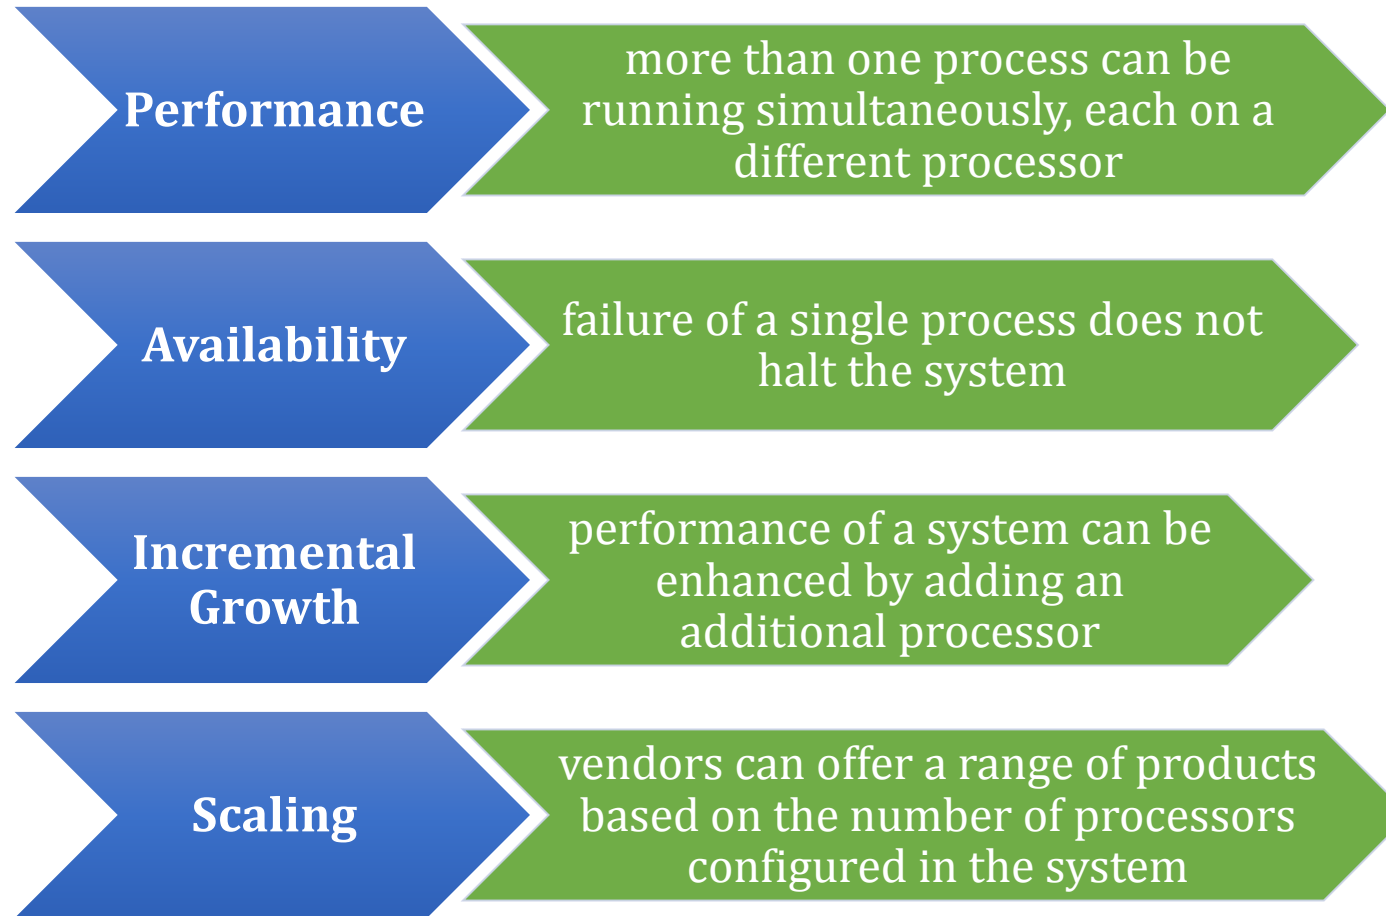 Performance
more than one process can be
running simultaneously, each on a
different processor
Availability
failure of a single process does not
halt the system
Incremental
Growth
performance of a system can be
enhanced by adding an
additional processor
Scaling
vendors can offer a range of products
based on the number of processors
configured in the system